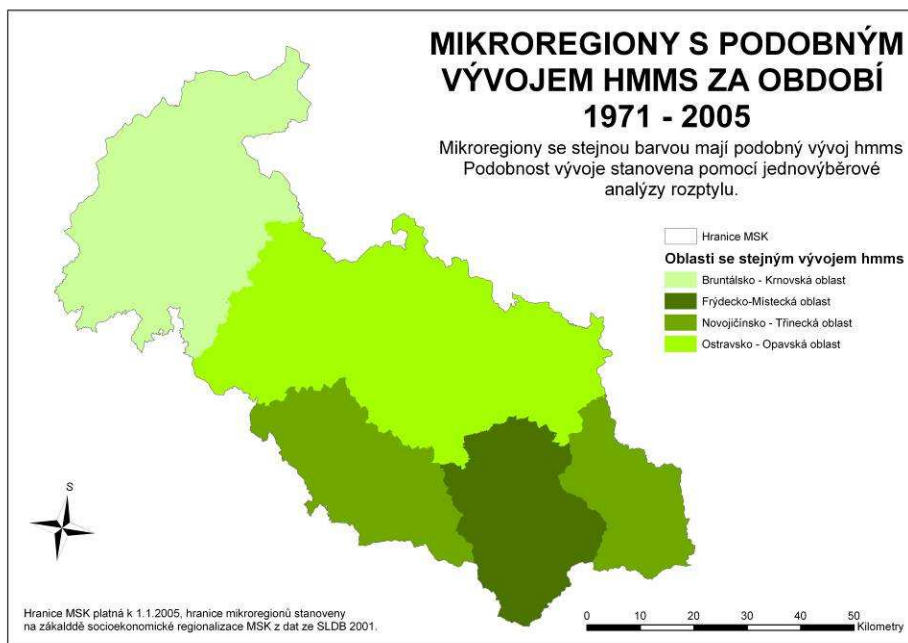 MIKROREGIONY S PODOBNÝM
VÝVOJEM HMMS ZA OBDOBÍ
1971 - 2005
Mikroregiony se stejnou barvou mají podobný vývoj hmms
Podobnost vývoje stanovena pomocí jednovýběrové
analýzy rozptylu.
Hranice MSK
Oblasti se stejným vývojem hmms
Bruntálsko - Krnovská oblast
Frýdecko-Místecká oblast
Novojičínsko - Třinecká oblast
Ostravsko - Opavská oblast
S
Hranice MSK platná k 1.1.2005, hranice mikroregionů stanoveny
na zákaldě socioekonomické regionalizace MSK z dat ze SLDB 2001.
0 10 20 30 40 50
Kilometry